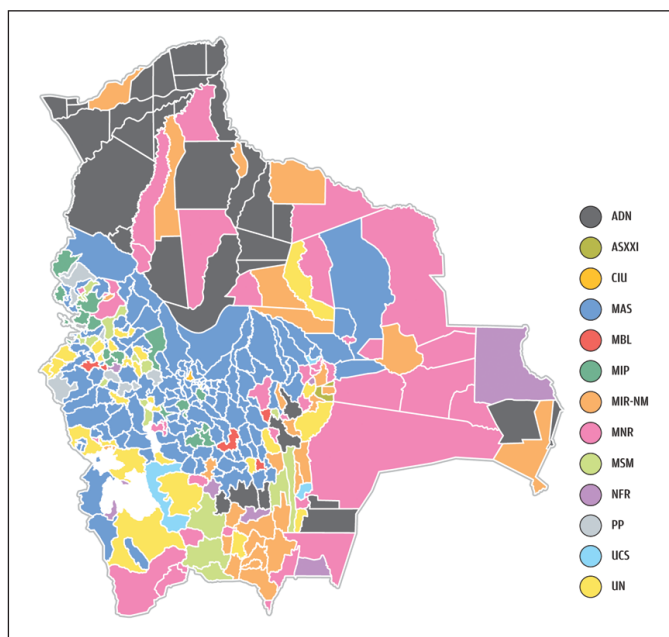 ADN
ASXXI
CIU
MAS
MBL
MIP
MIR-NM
MNR
MSM
NFR
PP
UCS
UN